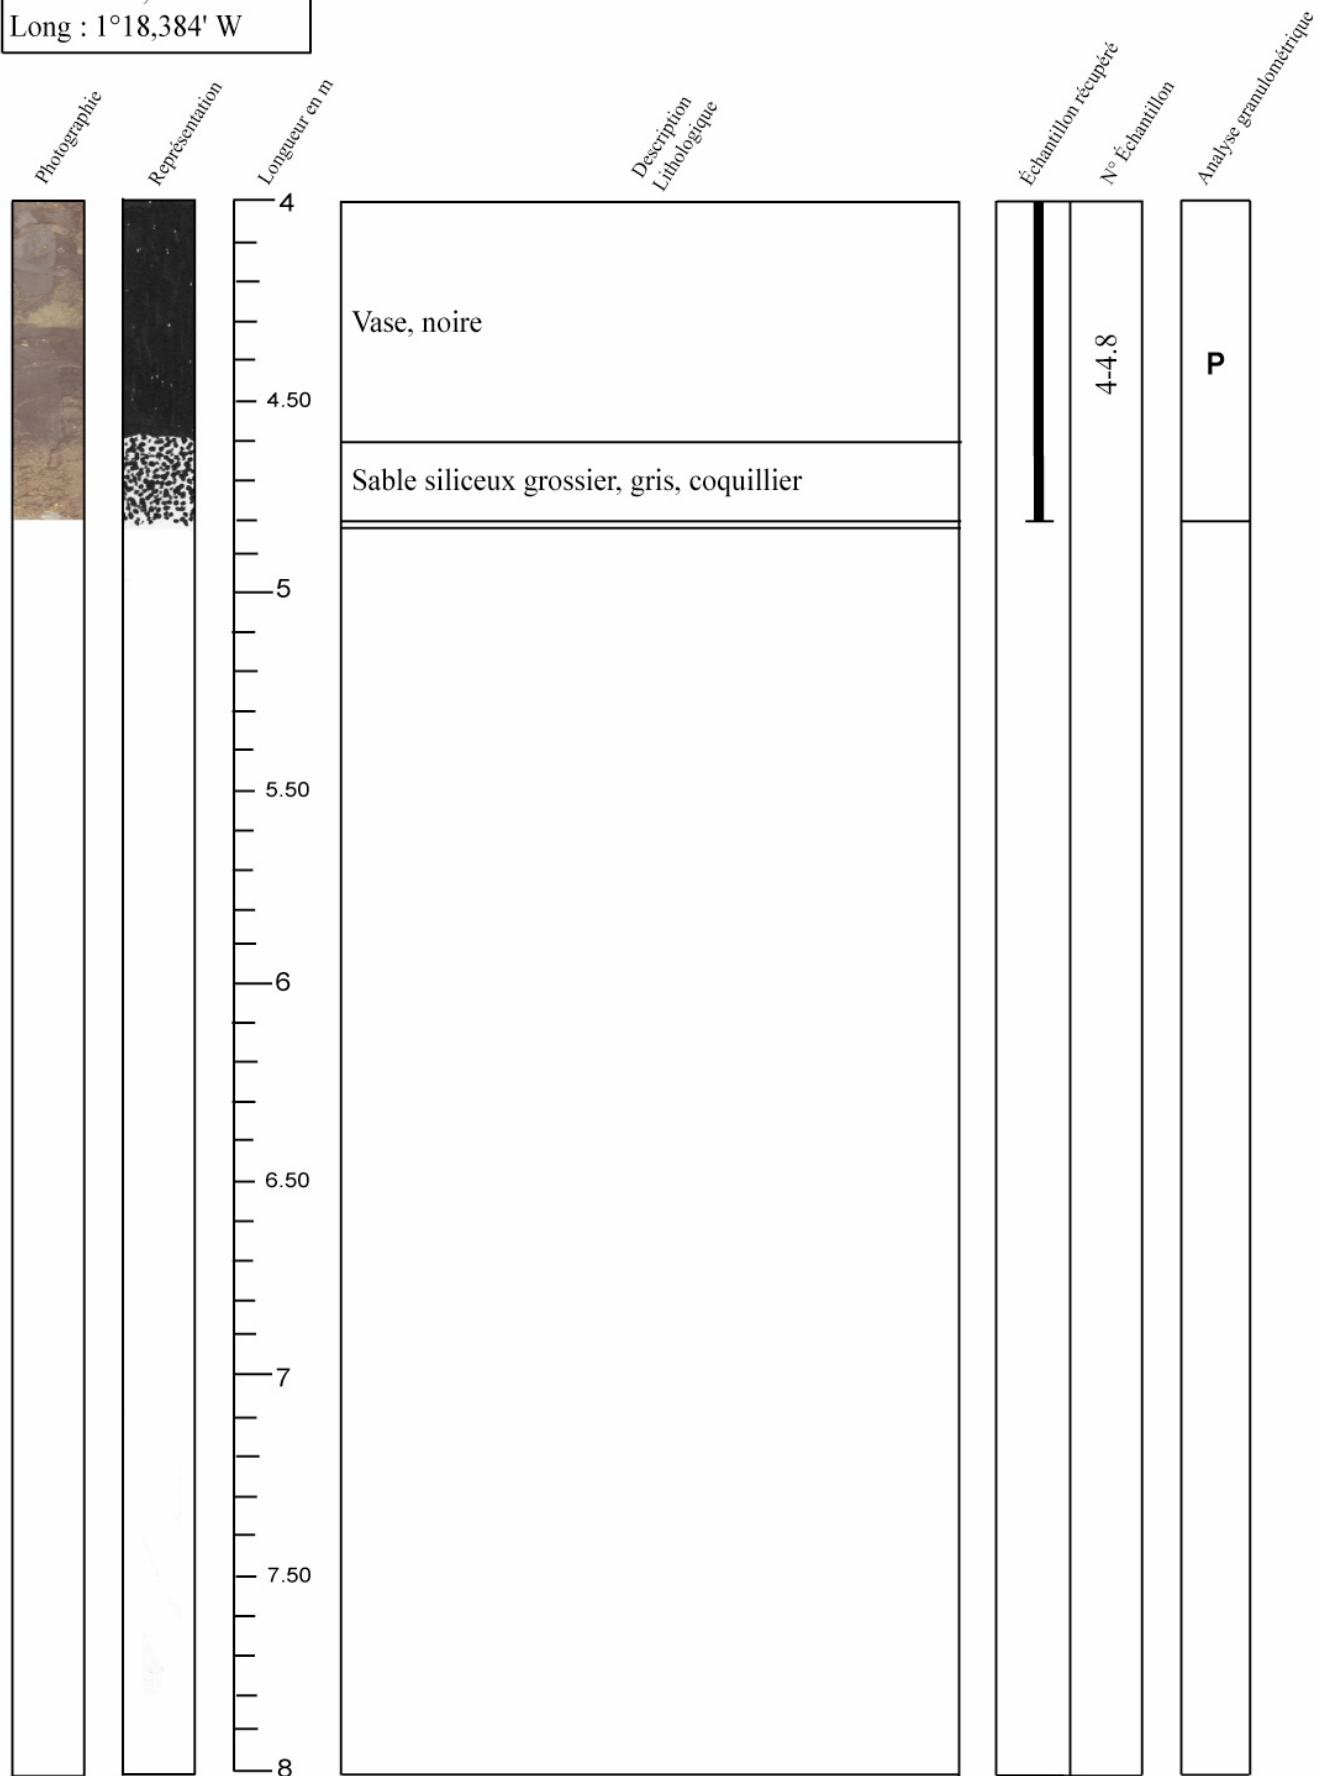 Long : 1°18,384' W
Photographie
Représentation
Longueur en m
Description
Lithologique
Échantillon récupéré
N° Échantillon
Analyse granulométrique
4
Vase, noire
4-4.8
P
4.50
Sable siliceux grossier, gris, coquillier
5
5.50
6
6.50
7
7.50
8